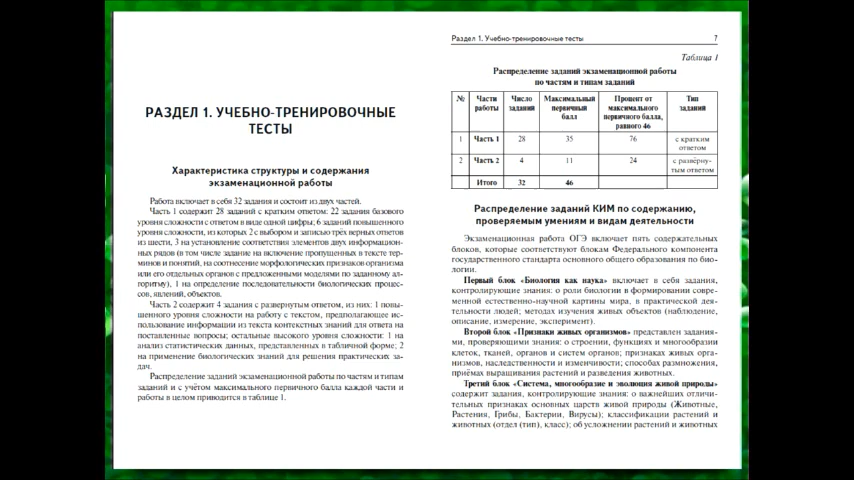 РАЗДЕЛ 1. УЧЕБНО-ТРЕНИРОВОЧНЫЕ
ТЕСТЫ
Характеристика структуры и содержания
экзаменационной работы
Работа включает в себя 32 задания и состоит из двух частей.
Часть 1 содержит 28 заданий с кратким ответом: 22 задания базового
уровня сложности с ответом в виде одной цифры; 6 заданий повышенного
уровня сложности, из которых 2 с выбором и записью трёх верных ответов
из шести, 3 на установление соответствия элементов двух информацион-
ных рядов (в том числе задание на включение пропущенных в тексте тер-
минов и понятий, на соотнесение морфологических признаков организма
или его отдельных органов с предложенными моделями по заданному ал-
горитму), 1 на определение последовательности биологических процес-
сов, явлений, объектов.
Часть 2 содержит 4 задания с развернутым ответом, из них: 1 повы-
шенного уровня сложности на работу с текстом, предполагающее ис-
пользование информации из текста контекстных знаний для ответа на
поставленные вопросы; остальные высокого уровня сложности: 1 на
анализ статистических данных, представленных в табличной форме; 2
на применение биологических знаний для решения практических за-
дач.
Распределение заданий экзаменационной работы по частям и типам
заданий и с учётом максимального первичного балла каждой части и
работы в целом приводится в таблице 1.
Раздел 1. Учебно-тренировочные тесты 7
Таблица 1
Распределение заданий экзаменационной работы
по частям и типам заданий
№ Части работы Число заданий Максимальный первичный балл Процент от максимального первичного балла, равного 46 Тип заданий
1 Часть 1 28 35 76 с кратким ответом
2 Часть 2 4 11 24 с развёрну-тым ответом
Итого 32 46
Распределение заданий КИМ по содержанию,
проверяемым умениям и видам деятельности
Экзаменационная работа ОГЭ включает пять содержательных
блоков, которые соответствуют блокам Федерального компонента
государственного стандарта основного общего образования по био-
логии.
Первый блок «Биология как наука» включает в себя задания,
контролирующие знания: о роли биологии в формировании совре-
менной естественно-научной картины мира, в практической дея-
тельности людей; методах изучения живых объектов (наблюдение,
описание, измерение, эксперимент).
Второй блок «Признаки живых организмов» представлен задания-
ми, проверяющими знания: о строении, функциях и многообразии
клеток, тканей, органов и систем органов; признаках живых орга-
низмов, наследственности и изменчивости; способах размножения,
приёмах выращивания растений и разведения животных.
Третий блок «Система, многообразие и эволюция живой природы»
содержит задания, контролирующие знания: о важнейших отличи-
тельных признаках основных царств живой природы (Животные,
Растения, Грибы, Бактерии, Вирусы); классификации растений и
животных (отдел (тип), класс); об усложнении растений и животных